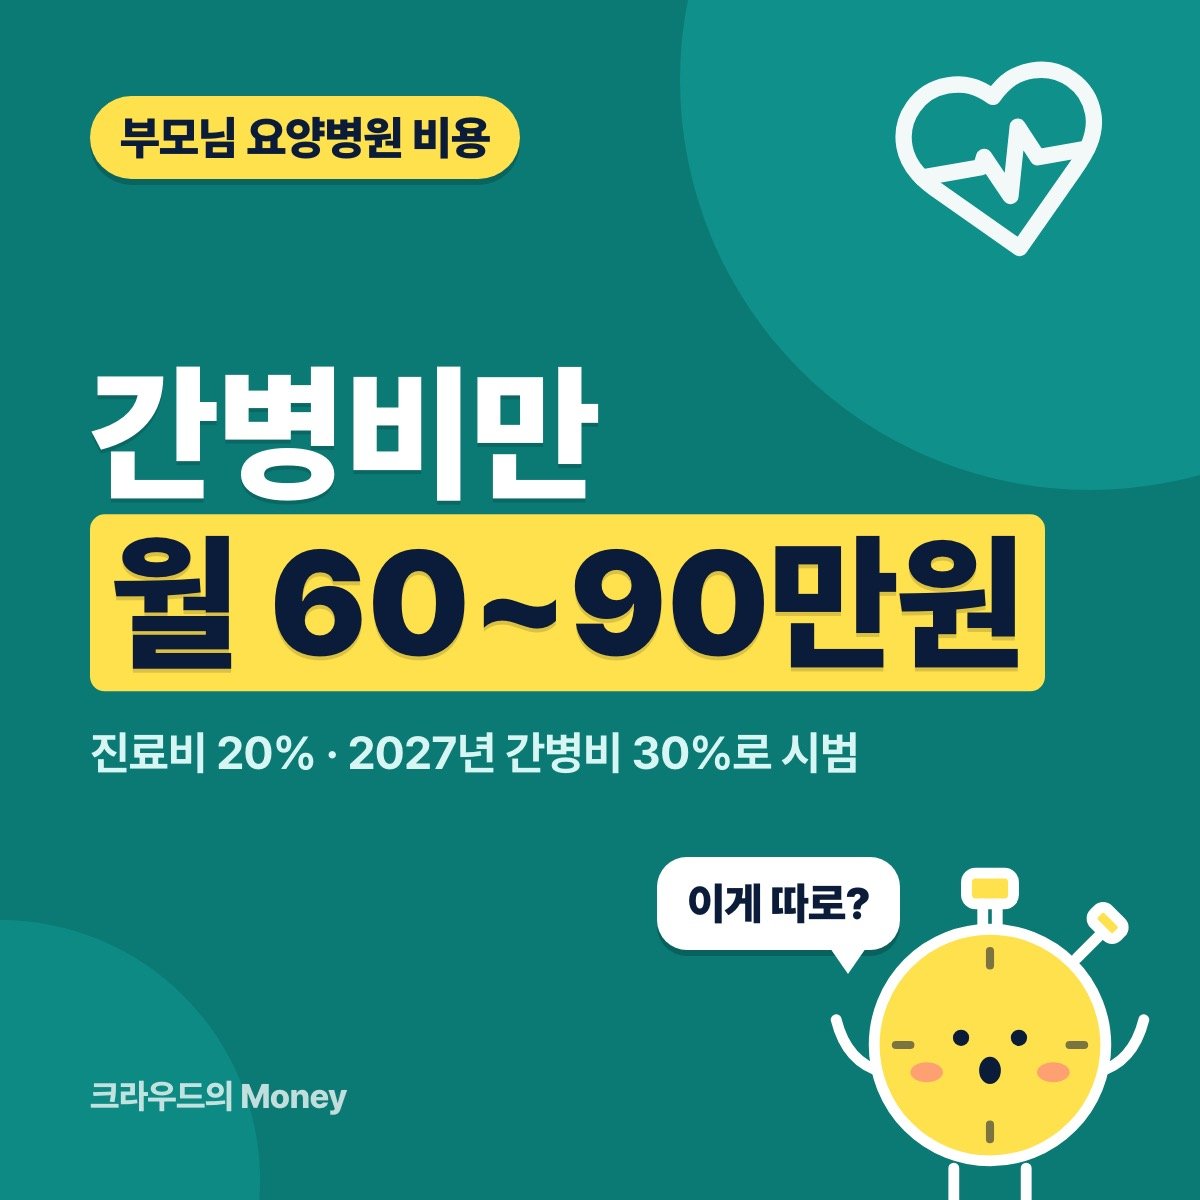 부모님 요양병원 비용
간병비만
월 60~90만원
진료비 20% · 2027년 간병비 30%로 시범
이게 따로?
크라우드의 Money